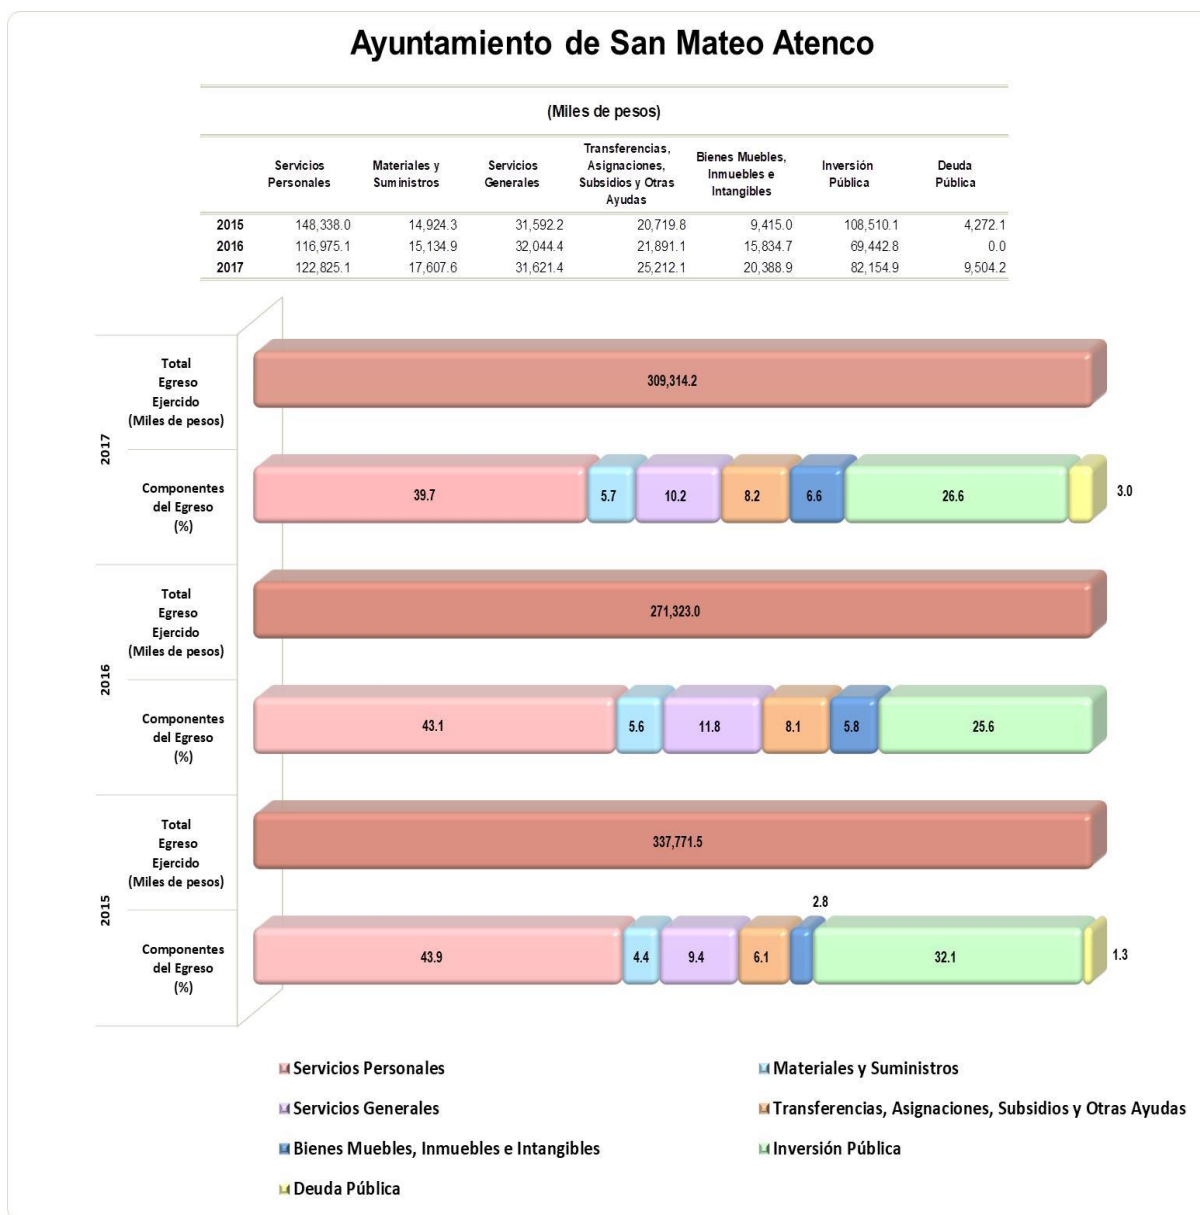 Ayuntamiento de San Mateo Atenco
(Miles de pesos)
Servicios Personales Materiales y Suministros Servicios Generales Transferencias, Asignaciones, Subsidios y Otras Ayudas Bienes Muebles, Inmuebles e Intangibles Inversión Pública Deuda Pública
2015 148,338.0 14,924.3 31,592.2 20,719.8 9,415.0 108,510.1 4,272.1
2016 116,975.1 15,134.9 32,044.4 21,891.1 15,834.7 69,442.8 0.0
2017 122,825.1 17,607.6 31,621.4 25,212.1 20,388.9 82,154.9 9,504.2
2017
Total
Egreso
Ejercido
(Miles de pesos)
309,314.2
Componentes
del Egreso
(%)
39.7 5.7 10.2 8.2 6.6 26.6 3.0
2016
Total
Egreso
Ejercido
(Miles de pesos)
271,323.0
Componentes
del Egreso
(%)
43.1 5.6 11.8 8.1 5.8 25.6
2015
Total
Egreso
Ejercido
(Miles de pesos)
337,771.5
Componentes
del Egreso
(%)
43.9 4.4 9.4 6.1 2.8 32.1 1.3
Servicios Personales
Materiales y Suministros
Servicios Generales
Transferencias, Asignaciones, Subsidios y Otras Ayudas
Bienes Muebles, Inmuebles e Intangibles
Inversión Pública
Deuda Pública